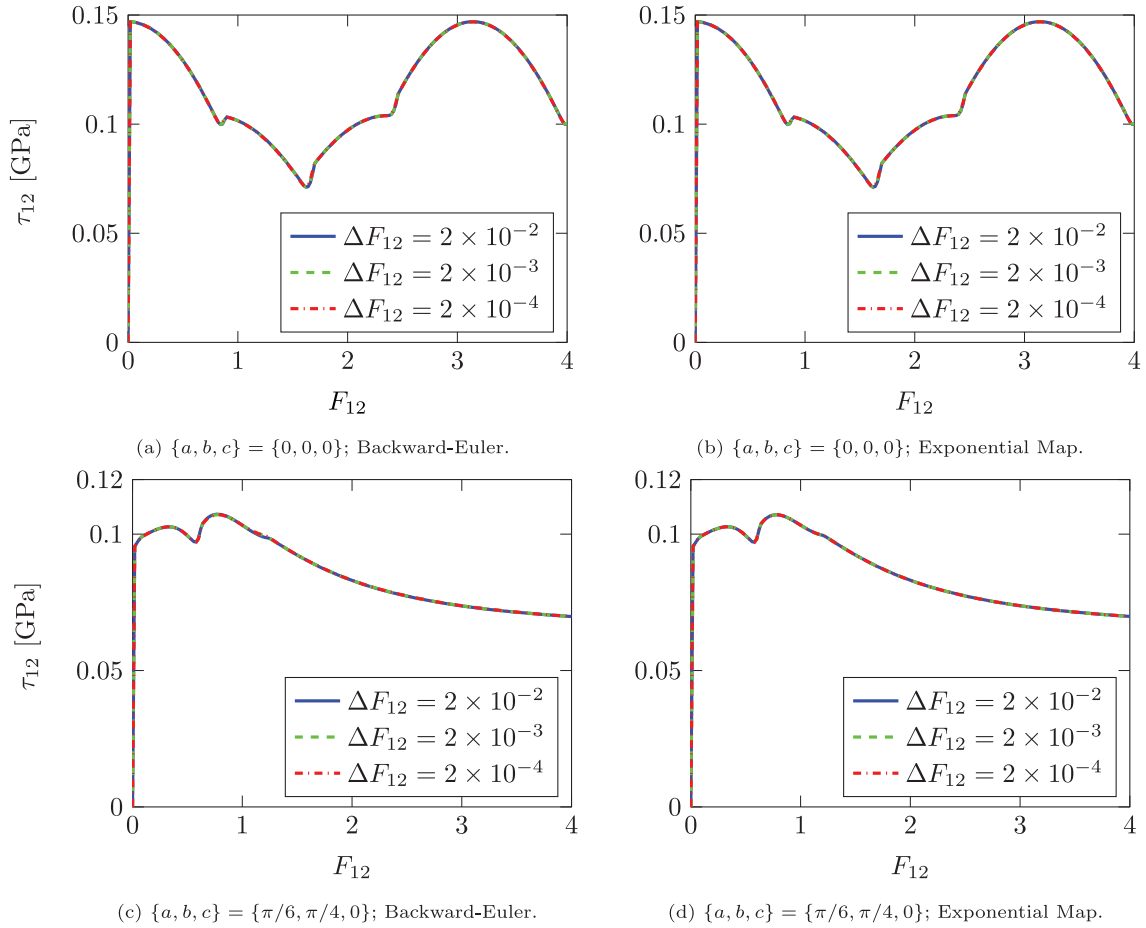 0.15
0.1
0.05
0
τ₁₂ [GPa]
0 1 2 3 4
F₁₂
ΔF₁₂ = 2 × 10⁻²
ΔF₁₂ = 2 × 10⁻³
ΔF₁₂ = 2 × 10⁻⁴
(a) {a, b, c} = {0, 0, 0}; Backward-Euler.
0.15
0.1
0.05
0
0 1 2 3 4
F₁₂
ΔF₁₂ = 2 × 10⁻²
ΔF₁₂ = 2 × 10⁻³
ΔF₁₂ = 2 × 10⁻⁴
(b) {a, b, c} = {0, 0, 0}; Exponential Map.
0.12
0.1
0.05
0
τ₁₂ [GPa]
0 1 2 3 4
F₁₂
ΔF₁₂ = 2 × 10⁻²
ΔF₁₂ = 2 × 10⁻³
ΔF₁₂ = 2 × 10⁻⁴
(c) {a, b, c} = {π/6, π/4, 0}; Backward-Euler.
0.12
0.1
0.05
0
0 1 2 3 4
F₁₂
ΔF₁₂ = 2 × 10⁻²
ΔF₁₂ = 2 × 10⁻³
ΔF₁₂ = 2 × 10⁻⁴
(d) {a, b, c} = {π/6, π/4, 0}; Exponential Map.